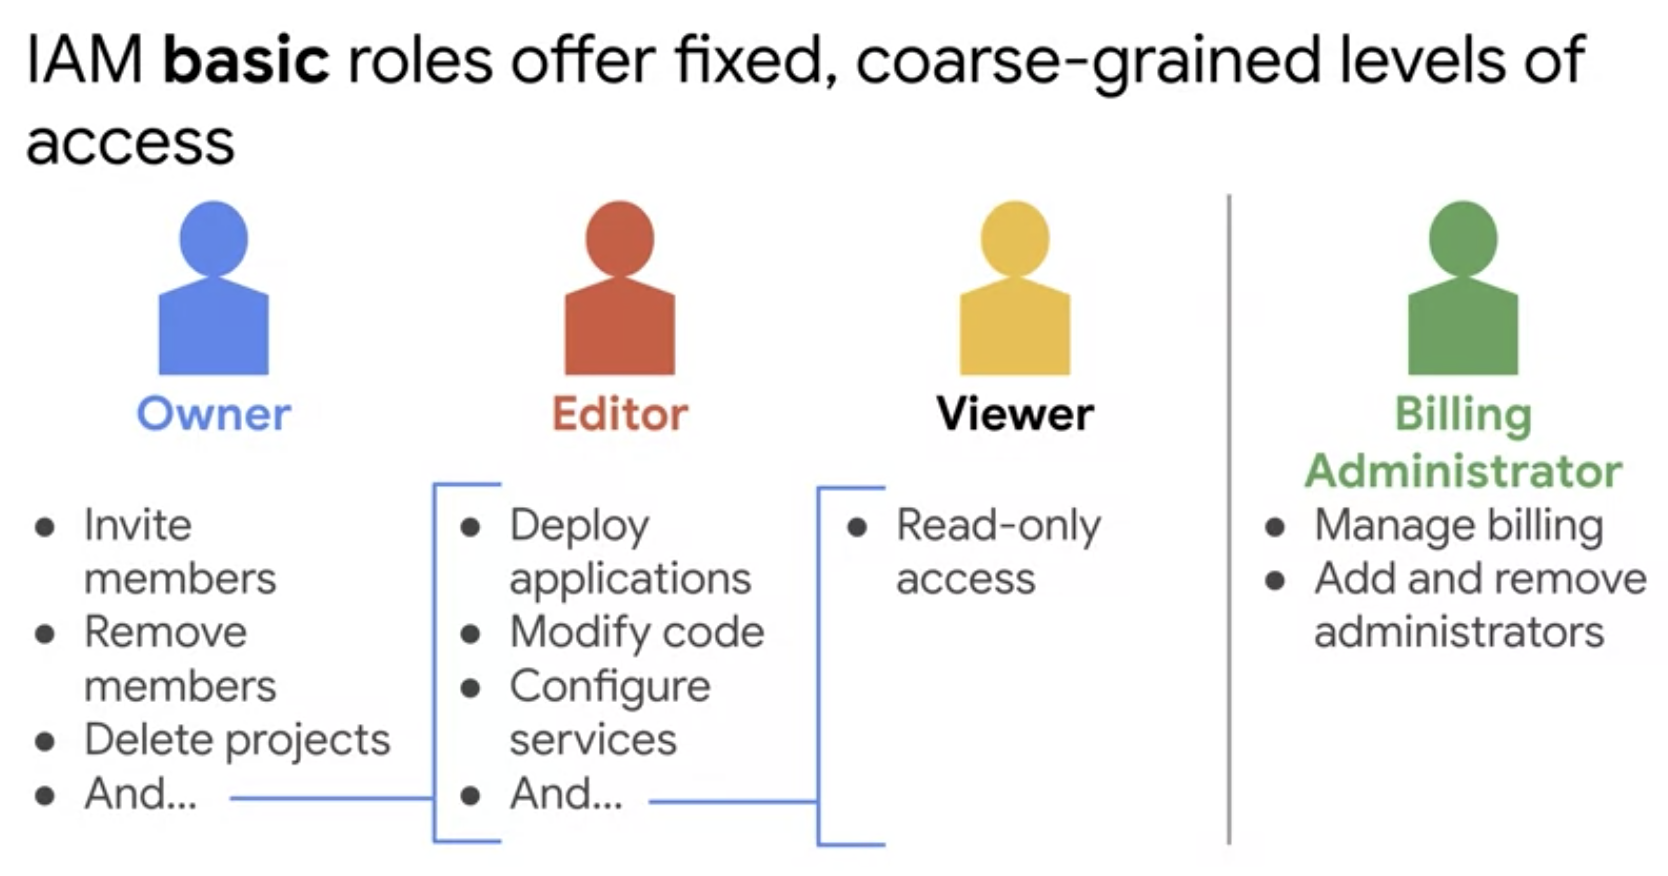 IAM basic roles offer fixed, coarse-grained levels of
access
Owner
● Invite
members
● Remove
members
● Delete projects
● And...
Editor
● Deploy
applications
● Modify code
● Configure
services
● And...
Viewer
● Read-only
access
Billing
Administrator
● Manage billing
● Add and remove
administrators